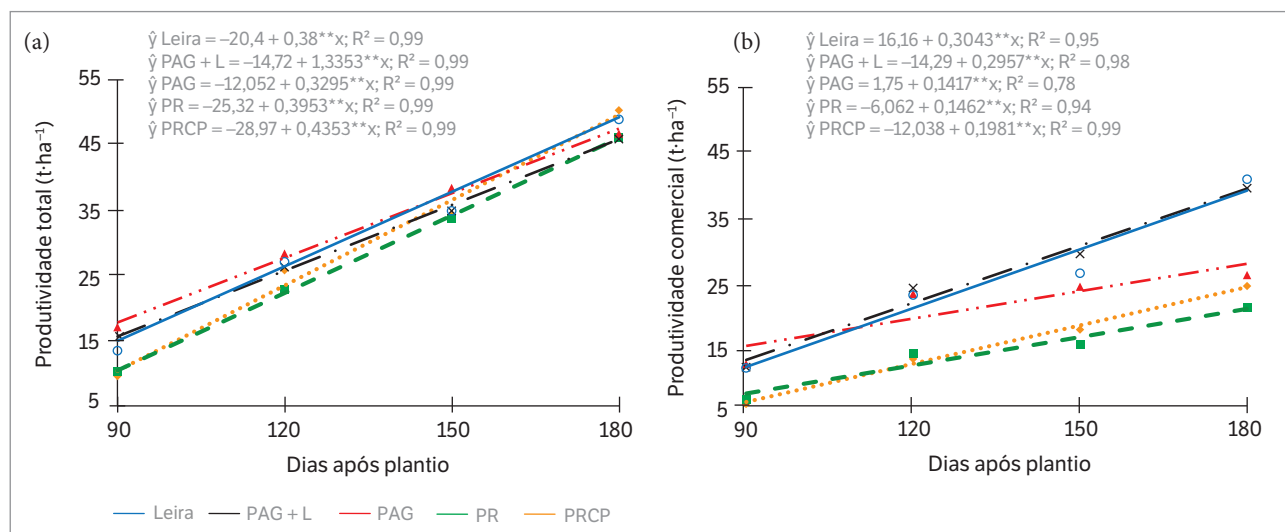 (a)
ŷ Leira = –20,4 + 0,38**x; R² = 0,99
ŷ PAG + L = –14,72 + 1,3353**x; R² = 0,99
ŷ PAG = –12,052 + 0,3295**x; R² = 0,99
ŷ PR = –25,32 + 0,3953**x; R² = 0,99
ŷ PRCP = –28,97 + 0,4353**x; R² = 0,99
Produtividade total (t·ha⁻¹)
55
45
35
25
15
5
90 120 150 180
Dias após plantio
(b)
ŷ Leira = 16,16 + 0,3043**x; R² = 0,95
ŷ PAG + L = –14,29 + 0,2957**x; R² = 0,98
ŷ PAG = 1,75 + 0,1417**x; R² = 0,78
ŷ PR = –6,062 + 0,1462**x; R² = 0,94
ŷ PRCP = –12,038 + 0,1981**x; R² = 0,99
Produtividade comercial (t·ha⁻¹)
55
45
35
25
15
5
90 120 150 180
Dias após plantio
Leira PAG + L PAG PR PRCP